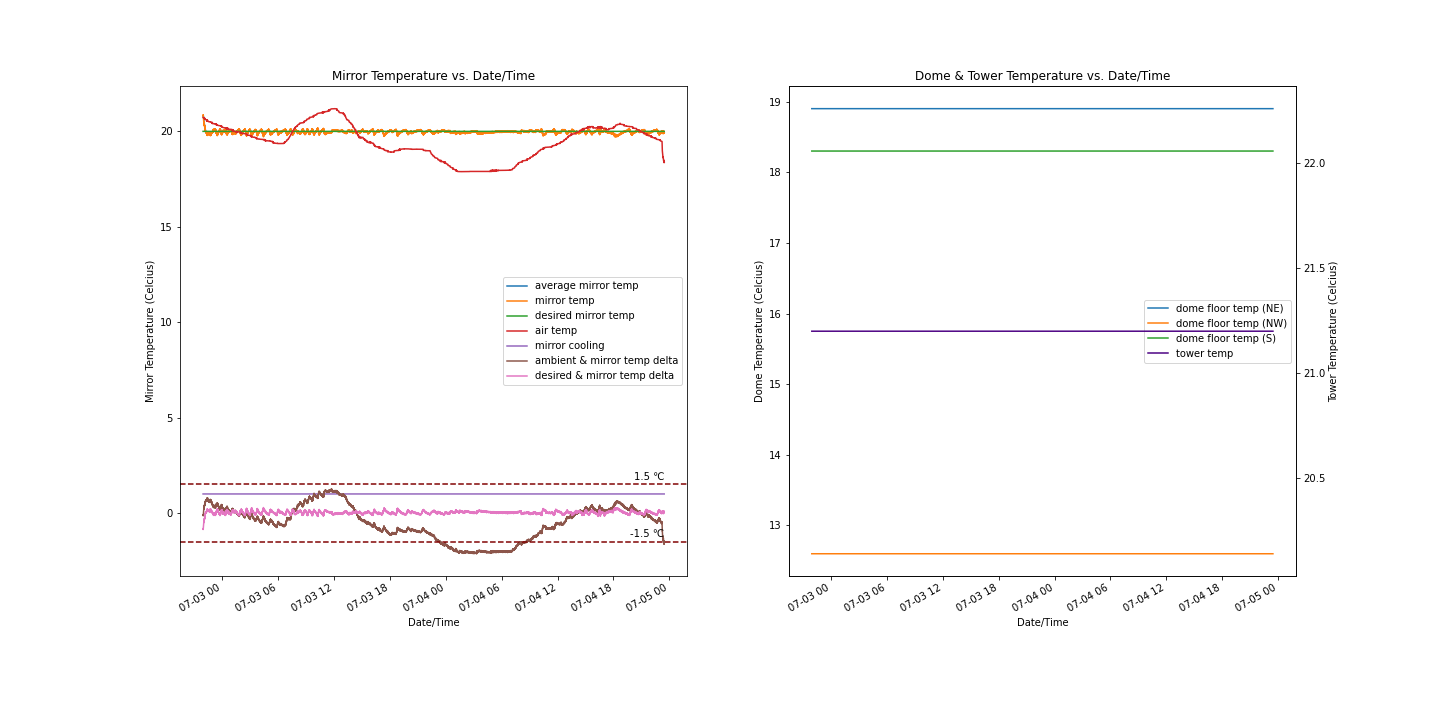 Mirror Temperature vs. Date/Time
Mirror Temperature (Celcius)
20
15
10
5
0
average mirror temp
mirror temp
desired mirror temp
air temp
mirror cooling
ambient & mirror temp delta
desired & mirror temp delta
1.5 °C
-1.5 °C
07-03 00
07-03 06
07-03 12
07-03 18
07-04 00
07-04 06
07-04 12
07-04 18
07-05 00
Date/Time
Dome & Tower Temperature vs. Date/Time
Dome Temperature (Celcius)
19
18
17
16
15
14
13
dome floor temp (NE)
dome floor temp (NW)
dome floor temp (S)
tower temp
22.0
21.5
21.0
20.5
Tower Temperature (Celcius)
07-03 00
07-03 06
07-03 12
07-03 18
07-04 00
07-04 06
07-04 12
07-04 18
07-05 00
Date/Time